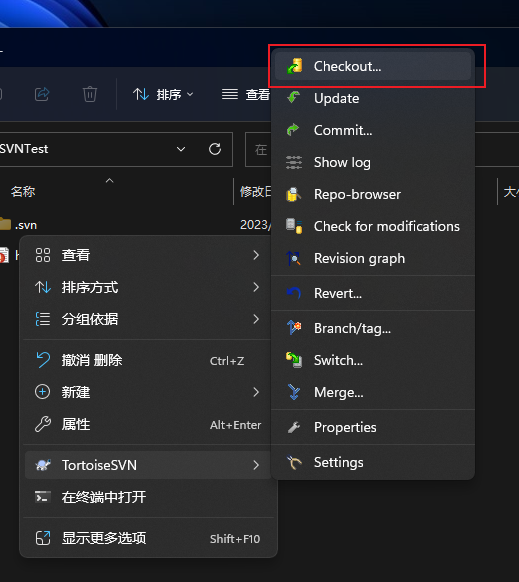 排序
查看
SVNTest
在
名称
修改日
大
.svn
2023/
查看
排序方式
分组依据
撤消 删除 Ctrl+Z
新建
属性 Alt+Enter
TortoiseSVN
在终端中打开
显示更多选项 Shift+F10
Checkout...
Update
Commit...
Show log
Repo-browser
Check for modifications
Revision graph
Revert...
Branch/tag...
Switch...
Merge...
Properties
Settings